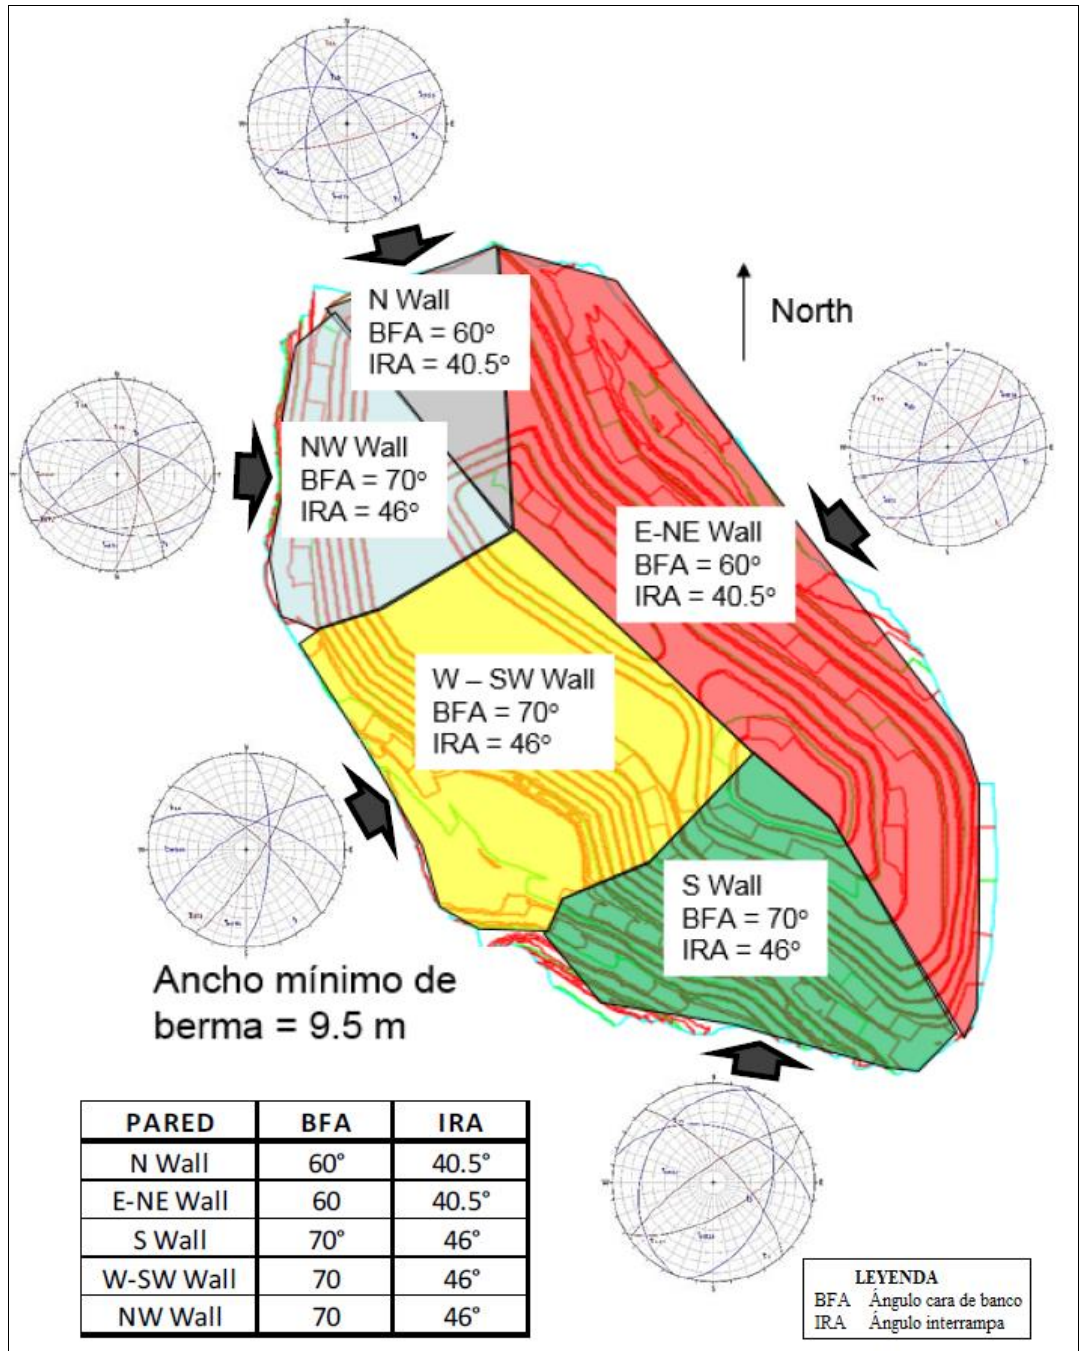 N Wall
BFA = 60°
IRA = 40.5°
North
NW Wall
BFA = 70°
IRA = 46°
E-NE Wall
BFA = 60°
IRA = 40.5°
W – SW Wall
BFA = 70°
IRA = 46°
S Wall
BFA = 70°
IRA = 46°
Ancho mínimo de
berma = 9.5 m
PARED BFA IRA
N Wall 60° 40.5°
E-NE Wall 60 40.5°
S Wall 70° 46°
W-SW Wall 70 46°
NW Wall 70 46°
LEYENDA
BFA Ángulo cara de banco
IRA Ángulo interrampa